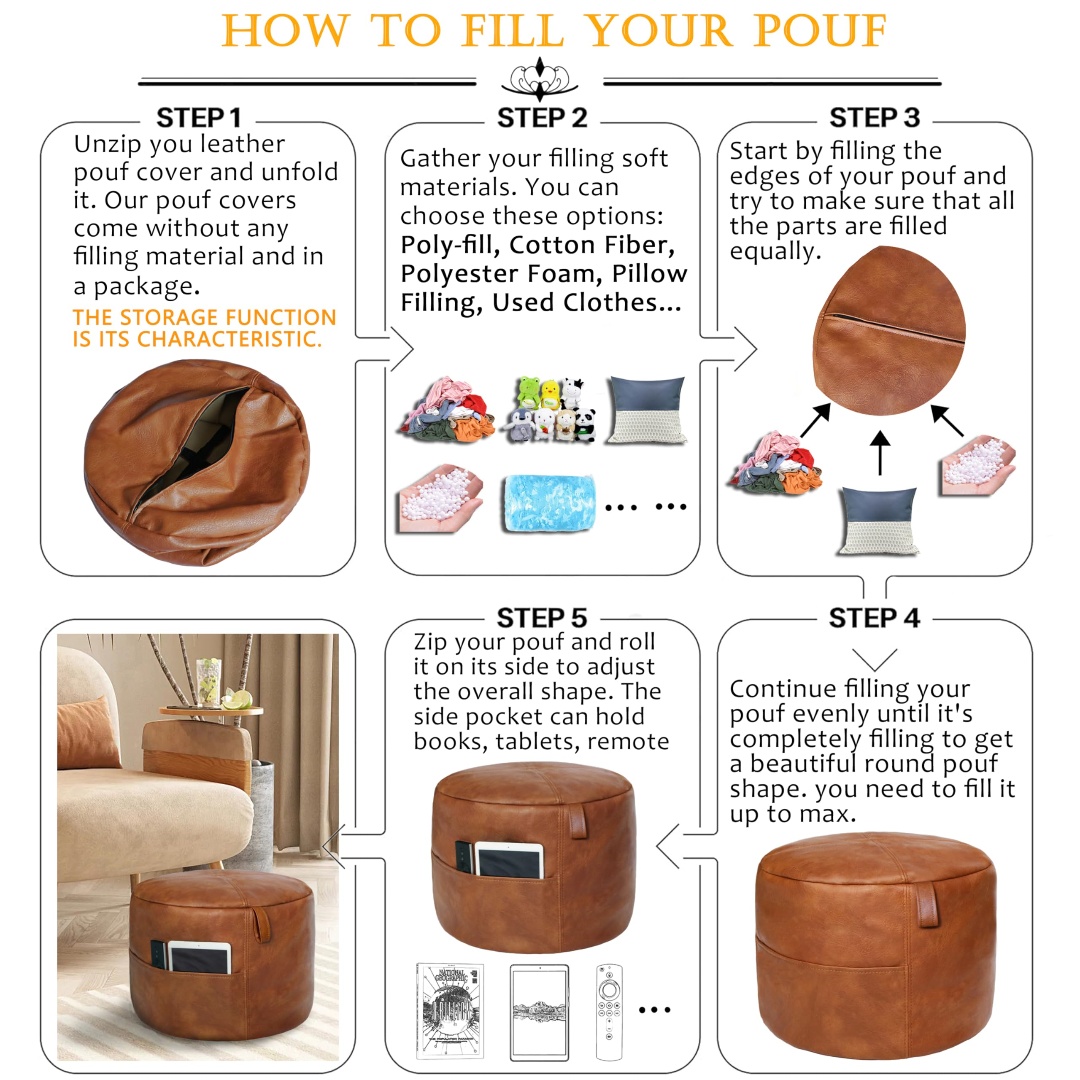 HOW TO FILL YOUR POUF
STEP 1
Unzip you leather
pouf cover and unfold
it. Our pouf covers
come without any
filling material and in
a package.
THE STORAGE FUNCTION
IS ITS CHARACTERISTIC.
STEP 2
Gather your filling soft
materials. You can
choose these options:
Poly-fill, Cotton Fiber,
Polyester Foam, Pillow
Filling, Used Clothes...
STEP 3
Start by filling the
edges of your pouf and
try to make sure that all
the parts are filled
equally.
STEP 4
Continue filling your
pouf evenly until it's
completely filling to get
a beautiful round pouf
shape. you need to fill it
up to max.
STEP 5
Zip your pouf and roll
it on its side to adjust
the overall shape. The
side pocket can hold
books, tablets, remote
NATIONAL
GEOGRAPHIC